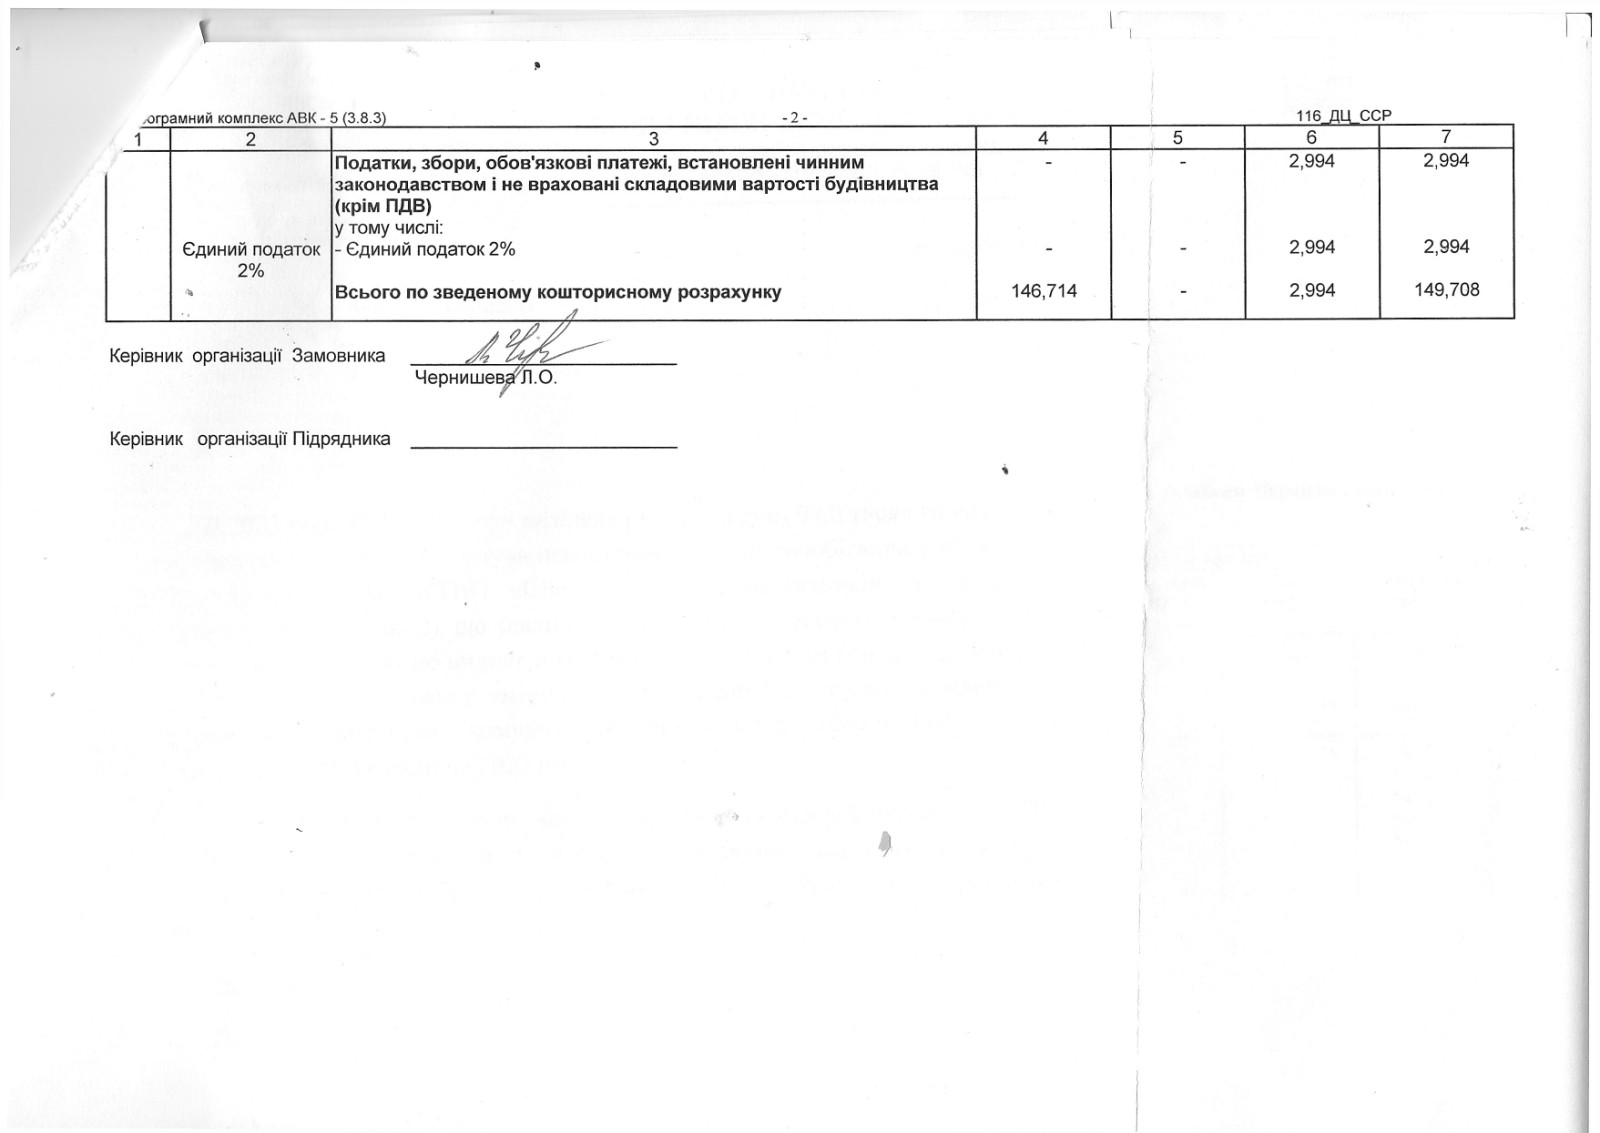 ограмний комплекс АВК - 5 (3.8.3) - 2 - 116_ДЦ_ССР
1 2 3 4 5 6 7
Податки, збори, обов'язкові платежі, встановлені чинним - - 2,994 2,994
законодавством і не враховані складовими вартості будівництва
(крім ПДВ)
у тому числі:
Єдиний податок - Єдиний податок 2% - - 2,994 2,994
2%
Всього по зведеному кошторисному розрахунку 146,714 - 2,994 149,708
Керівник організації Замовника
Чернишева Л.О.
Керівник організації Підрядника